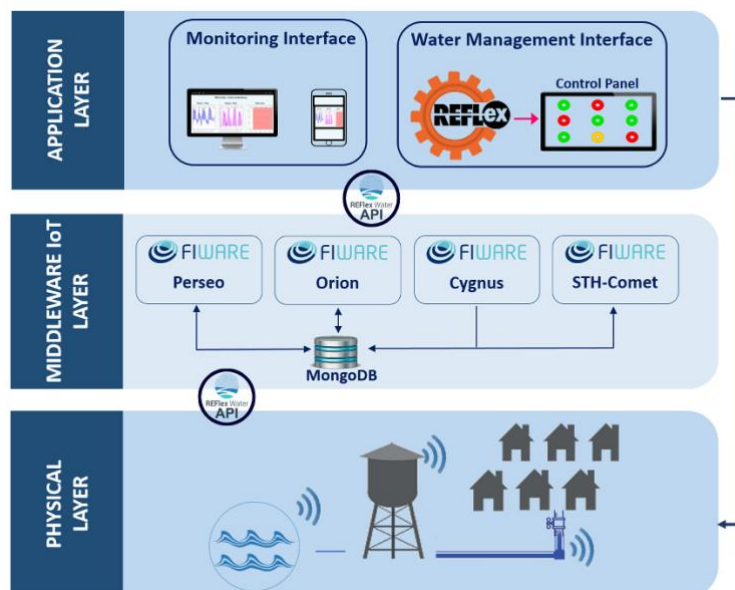 APPLICATION
LAYER
Monitoring Interface
Water Management Interface
REFLex
Control Panel
REFlex Water
API
MIDDLEWARE IoT
LAYER
FIWARE
Perseo
FIWARE
Orion
FIWARE
Cygnus
FIWARE
STH-Comet
MongoDB
REFlex Water
API
PHYSICAL
LAYER